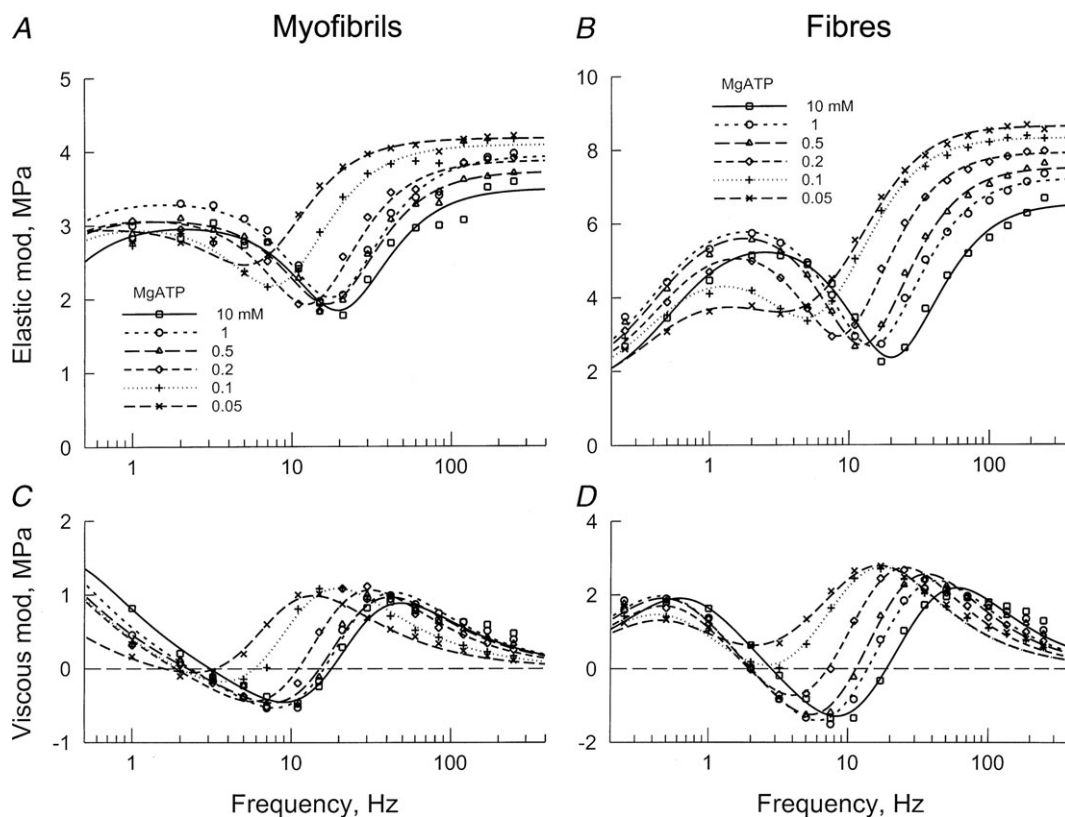 A Myofibrils
B Fibres
Elastic mod, MPa
5
4
3
2
1
0
MgATP
10 mM
1
0.5
0.2
0.1
0.05
1 10 100
10
8
6
4
2
0
MgATP
10 mM
1
0.5
0.2
0.1
0.05
1 10 100
C
D
Viscous mod, MPa
2
1
0
-1
1 10 100
Frequency, Hz
4
2
0
-2
1 10 100
Frequency, Hz